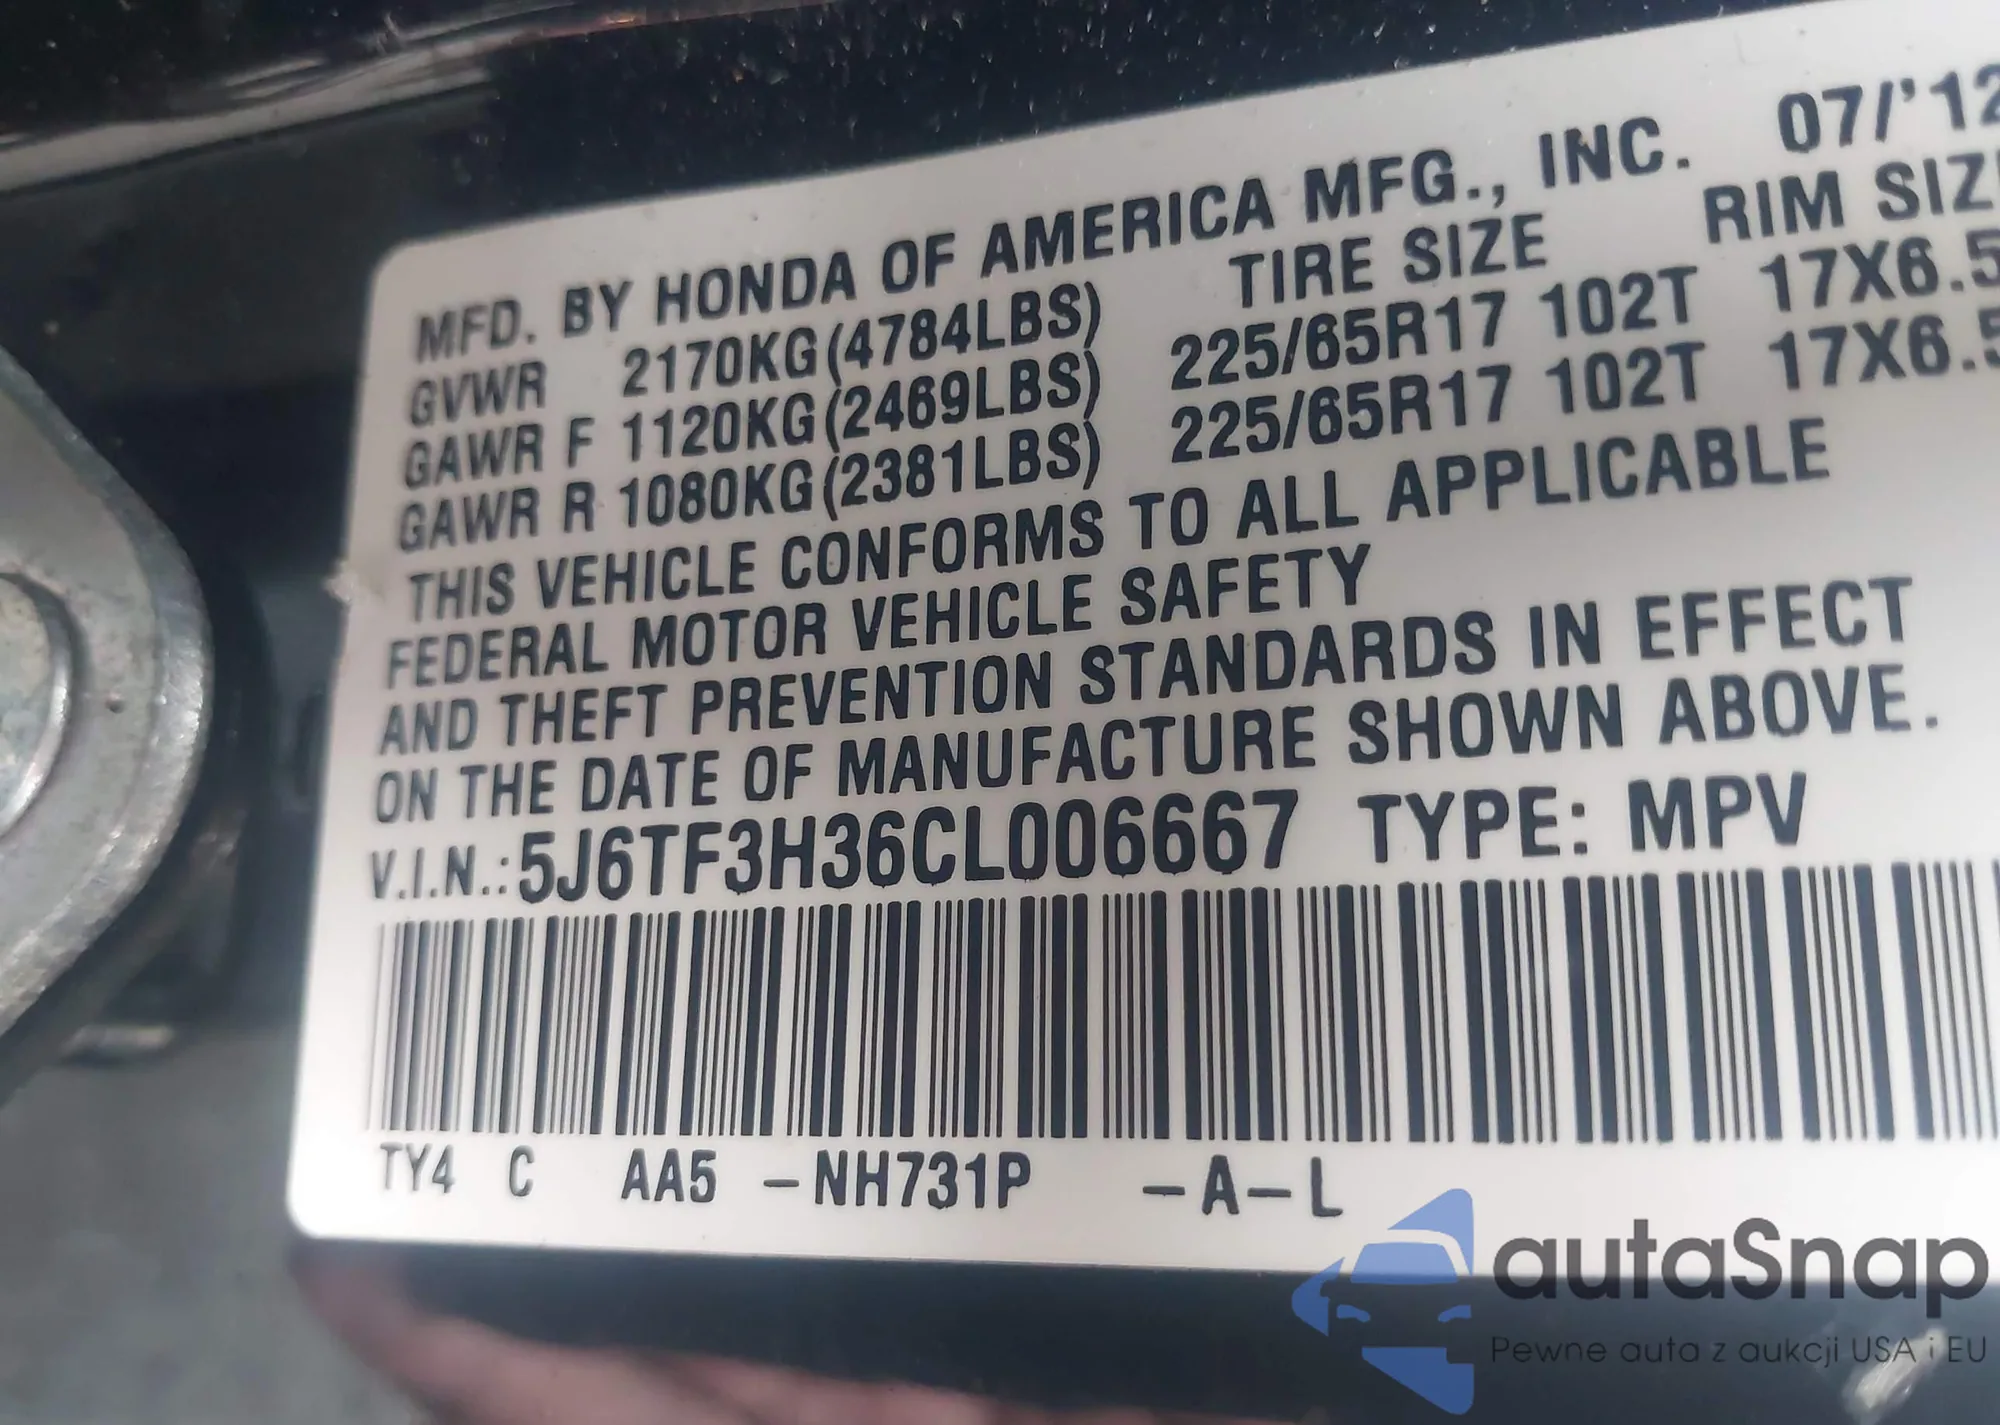 MFD. BY HONDA OF AMERICA MFG., INC. 07/'12
GVWR 2170KG(4784LBS) TIRE SIZE RIM SIZ
GAWR F 1120KG(2469LBS) 225/65R17 102T 17X6.5
GAWR R 1080KG(2381LBS) 225/65R17 102T 17X6.5
THIS VEHICLE CONFORMS TO ALL APPLICABLE
FEDERAL MOTOR VEHICLE SAFETY
AND THEFT PREVENTION STANDARDS IN EFFECT
ON THE DATE OF MANUFACTURE SHOWN ABOVE.
V.I.N.:5J6TF3H36CL006667 TYPE: MPV
TY4 C AA5 -NH731P -A-L
autaSnap
Pewne auta z aukcji USA i EU